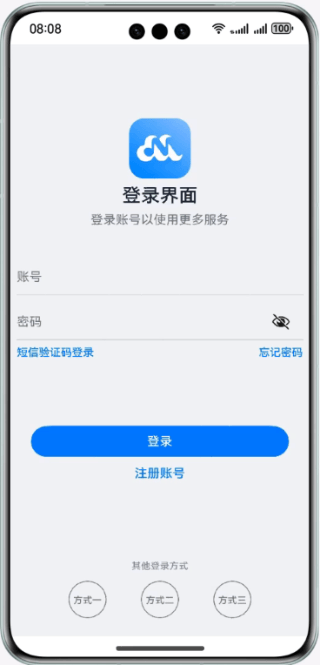 08:08
100
登录界面
登录账号以使用更多服务
账号
密码
短信验证码登录 忘记密码
登录
注册账号
其他登录方式
方式一 方式二 方式三